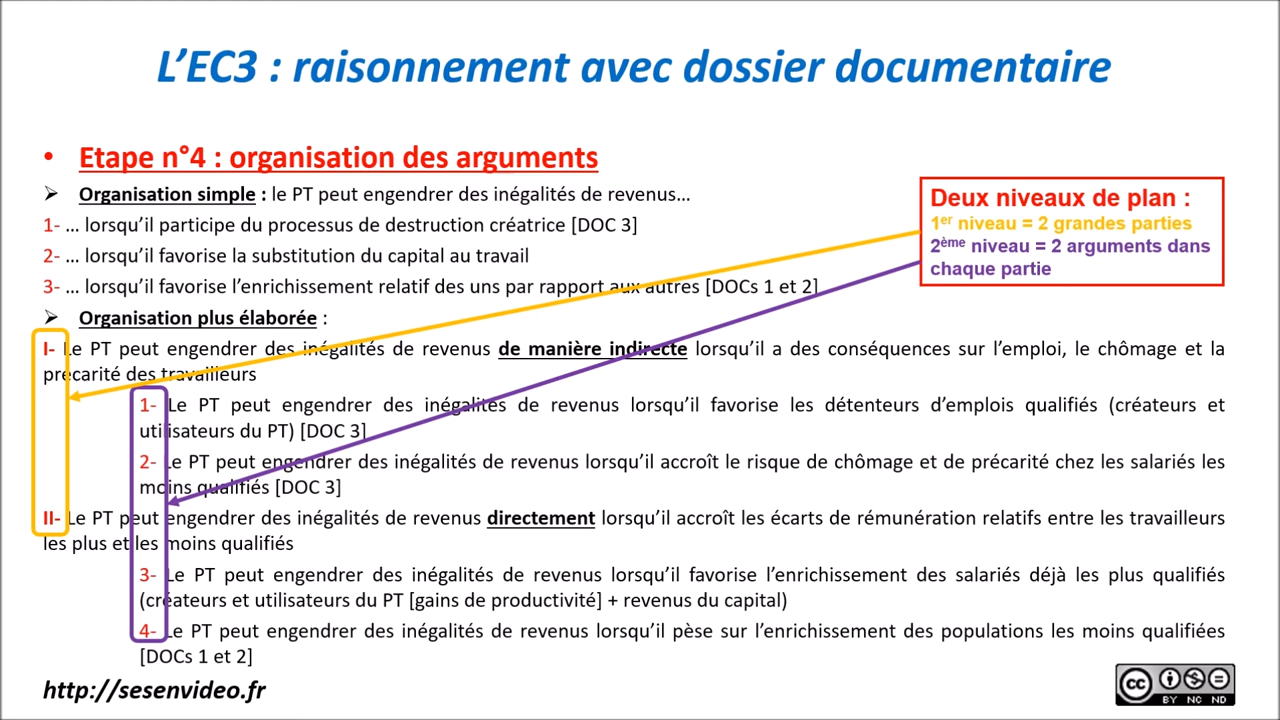 L'EC3 : raisonnement avec dossier documentaire
• Etape n°4 : organisation des arguments
➢ Organisation simple : le PT peut engendrer des inégalités de revenus…
1- … lorsqu'il participe du processus de destruction créatrice [DOC 3]
2- … lorsqu'il favorise la substitution du capital au travail
3- … lorsqu'il favorise l'enrichissement relatif des uns par rapport aux autres [DOCs 1 et 2]
Deux niveaux de plan :
1er niveau = 2 grandes parties
2ème niveau = 2 arguments dans
chaque partie
➢ Organisation plus élaborée :
I- Le PT peut engendrer des inégalités de revenus de manière indirecte lorsqu'il a des conséquences sur l'emploi, le chômage et la
précarité des travailleurs
1- Le PT peut engendrer des inégalités de revenus lorsqu'il favorise les détenteurs d'emplois qualifiés (créateurs et
utilisateurs du PT) [DOC 3]
2- Le PT peut engendrer des inégalités de revenus lorsqu'il accroît le risque de chômage et de précarité chez les salariés les
moins qualifiés [DOC 3]
II- Le PT peut engendrer des inégalités de revenus directement lorsqu'il accroît les écarts de rémunération relatifs entre les travailleurs
les plus et les moins qualifiés
3- Le PT peut engendrer des inégalités de revenus lorsqu'il favorise l'enrichissement des salariés déjà les plus qualifiés
(créateurs et utilisateurs du PT [gains de productivité] + revenus du capital)
4- Le PT peut engendrer des inégalités de revenus lorsqu'il pèse sur l'enrichissement des populations les moins qualifiées
[DOCs 1 et 2]
http://sesenvideo.fr
cc
BY NC ND